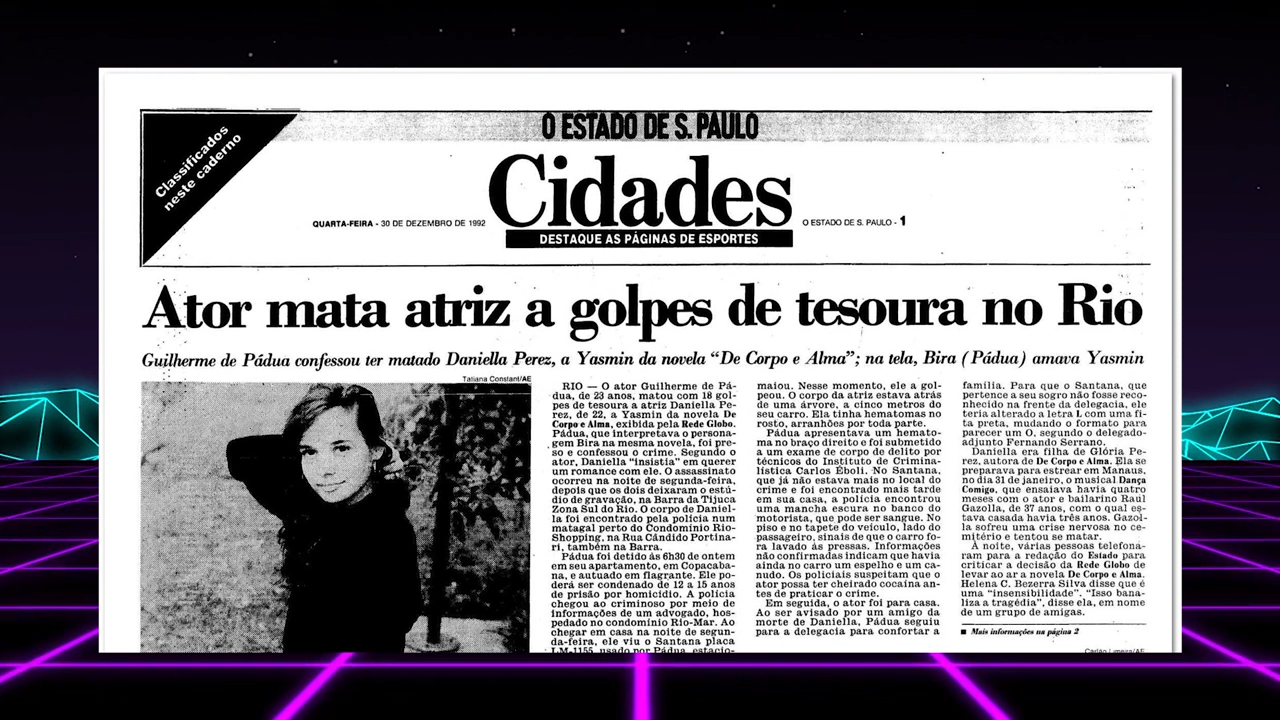 Classificados
neste caderno
O ESTADO DE S. PAULO
Cidades
QUARTA-FEIRA - 30 DE DEZEMBRO DE 1992
O ESTADO DE S. PAULO - 1
DESTAQUE AS PÁGINAS DE ESPORTES
Ator mata atriz a golpes de tesoura no Rio
Guilherme de Pádua confessou ter matado Daniella Perez, a Yasmin da novela “De Corpo e Alma”; na tela, Bira (Pádua) amava Yasmin
Tatiana Constant/AE
RIO — O ator Guilherme de Pá-
dua, de 23 anos, matou com 18 gol-
pes de tesoura a atriz Daniella Pe-
rez, de 22, a Yasmin da novela De
Corpo e Alma, exibida pela Rede Globo.
Pádua, que interpretava o persona-
gem Bira na mesma novela, foi pre-
so e confessou o crime. Segundo o
ator, Daniella “insistia” em querer
um romance com ele. O assassinato
ocorreu na noite de segunda-feira,
depois que os dois deixaram o estú-
dio de gravação, na Barra da Tijuca
Zona Sul do Rio. O corpo de Daniel-
la foi encontrado pela polícia num
matagal perto do Condomínio Rio-
Shopping, na Rua Cândido Portina-
ri, também na Barra.
Pádua foi detido às 6h30 de ontem
em seu apartamento, em Copacaba-
na, e autuado em flagrante. Ele po-
derá ser condenado de 12 a 15 anos
de prisão por homicídio. A polícia
chegou ao criminoso por meio de
informações de um advogado, hos-
pedado no condomínio Rio-Mar. Ao
chegar em casa na noite de segun-
da-feira, ele viu o Santana placa
LM-1155, usado por Pádua, estacio-
maiou. Nesse momento, ele a gol-
peou. O corpo da atriz estava atrás
de uma árvore, a cinco metros do
seu carro. Ela tinha hematomas no
rosto, arranhões por toda parte.
Pádua apresentava um hemato-
ma no braço direito e foi submetido
a um exame de corpo de delito por
técnicos do Instituto de Crimina-
lística Carlos Eboli. No Santana,
que já não estava mais no local do
crime e foi encontrado mais tarde
em sua casa, a polícia encontrou
uma mancha escura no banco do
motorista, que pode ser sangue. No
piso e no tapete do veículo, lado do
passageiro, sinais de que o carro fo-
ra lavado às pressas. Informações
não confirmadas indicam que havia
ainda no carro um espelho e um ca-
nudo. Os policiais suspeitam que o
ator possa ter cheirado cocaína an-
tes de praticar o crime.
Em seguida, o ator foi para casa.
Ao ser avisado por um amigo da
morte de Daniella, Pádua seguiu
para a delegacia para confortar a
família. Para que o Santana, que
pertence a seu sogro não fosse reco-
nhecido na frente da delegacia, ele
teria alterado a letra L com uma fi-
ta preta, mudando o formato para
parecer um O, segundo o delegado-
adjunto Fernando Serrano.
Daniella era filha de Glória Pe-
rez, autora de De Corpo e Alma. Ela se
preparava para estrear em Manaus,
no dia 31 de janeiro, o musical Dança
Comigo, que ensaiava havia quatro
meses com o ator e bailarino Raul
Gazolla, de 37 anos, com o qual es-
tava casada havia três anos. Gazol-
la sofreu uma crise nervosa no ce-
mitério e tentou se matar.
À noite, várias pessoas telefona-
ram para a redação do Estado para
criticar a decisão da Rede Globo de
levar ao ar a novela De Corpo e Alma.
Helena C. Bezerra Silva disse que é
uma “insensibilidade”. “Isso bana-
liza a tragédia”, disse ela, em nome
de um grupo de amigas.
■ Mais informações na página 2